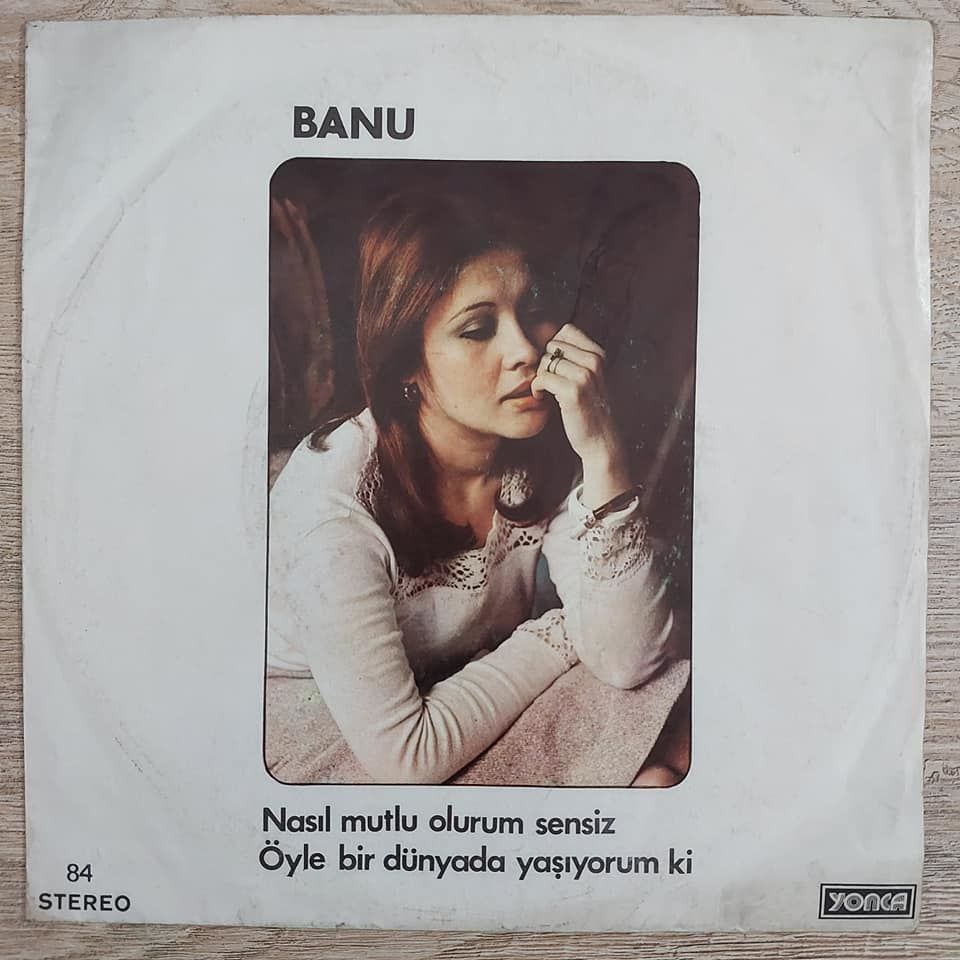 BANU
Nasıl mutlu olurum sensiz
Öyle bir dünyada yaşıyorum ki
84
STEREO
YONCA